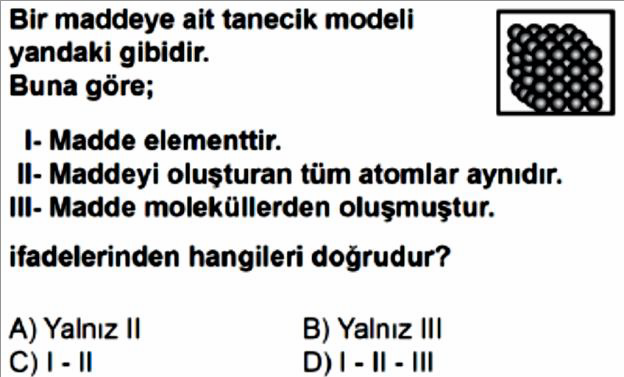 Bir maddeye ait tanecik modeli
yandaki gibidir.
Buna göre;
I- Madde elementtir.
II- Maddeyi oluşturan tüm atomlar aynıdır.
III- Madde moleküllerden oluşmuştur.
ifadelerinden hangileri doğrudur?
A) Yalnız II
B) Yalnız III
C) I - II
D) I - II - III